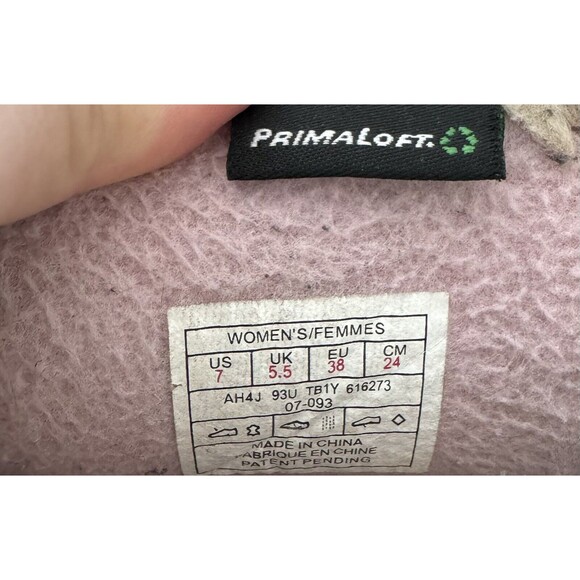 PRIMALOFT.
WOMEN'S/FEMMES
US UK EU CM
7 5.5 38 24
AH4J 93U TB1Y 616273
07-093
MADE IN CHINA
FABRIQUE EN CHINE
PATENT PENDING